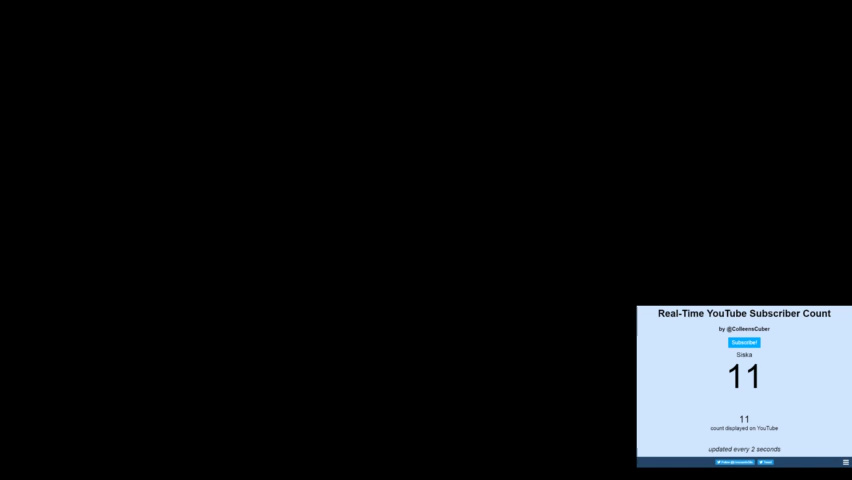 Real-Time YouTube Subscriber Count
by @ColleensCuber
Subscribe!
Siska
11
11
count displayed on YouTube
updated every 2 seconds
Tweet